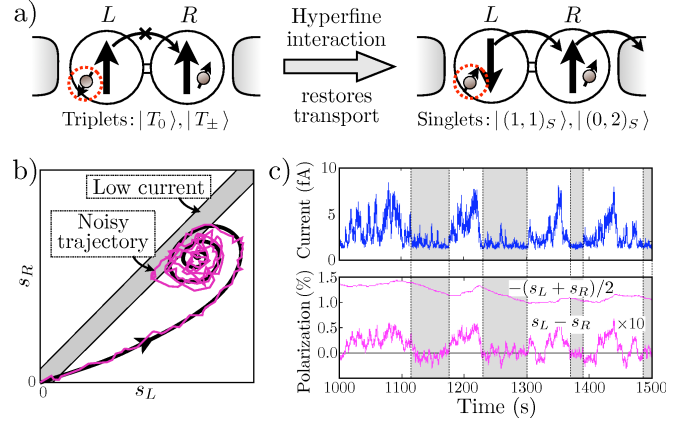 a)
L R
Hyperfine
interaction
restores
transport
L R
Triplets: | T₀ ⟩, | T± ⟩
Singlets: | (1,1)S ⟩, | (0,2)S ⟩
b)
Low current
Noisy
trajectory
sR
0
0
sL
c)
Current (fA)
10
5
0
Polarization (%)
1.5
1.0
0.5
0.0
−(sL + sR)/2
sL − sR ×10
1000 1100 1200 1300 1400 1500
Time (s)